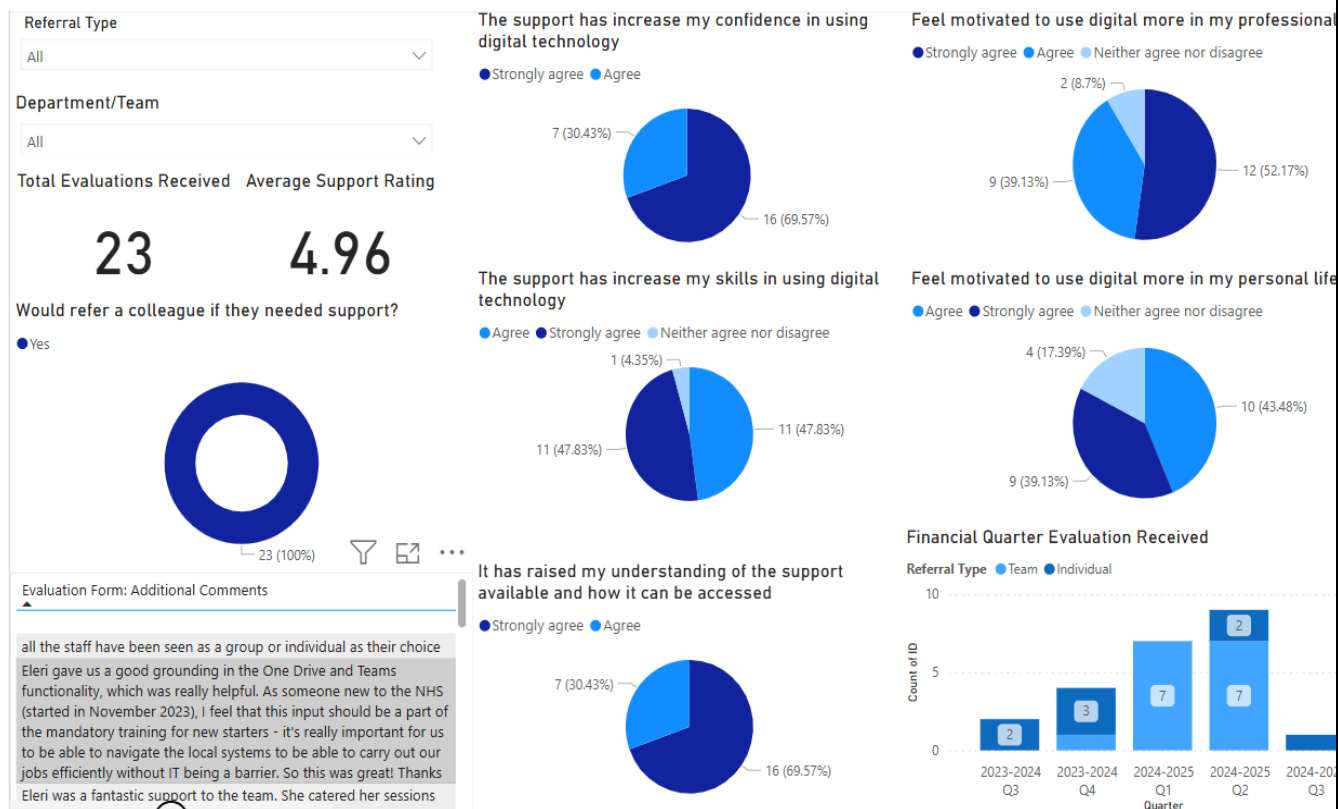 Referral Type
All
Department/Team
All
Total Evaluations Received
Average Support Rating
23
4.96
Would refer a colleague if they needed support?
Yes
23 (100%)
Evaluation Form: Additional Comments
all the staff have been seen as a group or individual as their choice
Eleri gave us a good grounding in the One Drive and Teams
functionality, which was really helpful. As someone new to the NHS
(started in November 2023), I feel that this input should be a part of
the mandatory training for new starters - it's really important for us
to be able to navigate the local systems to be able to carry out our
jobs efficiently without IT being a barrier. So this was great! Thanks
Eleri was a fantastic support to the team. She catered her sessions
The support has increase my confidence in using
digital technology
Strongly agree Agree
7 (30.43%)
16 (69.57%)
The support has increase my skills in using digital
technology
Agree Strongly agree Neither agree nor disagree
1 (4.35%)
11 (47.83%)
11 (47.83%)
It has raised my understanding of the support
available and how it can be accessed
Strongly agree Agree
7 (30.43%)
16 (69.57%)
Feel motivated to use digital more in my professional
Strongly agree Agree Neither agree nor disagree
2 (8.7%)
12 (52.17%)
9 (39.13%)
Feel motivated to use digital more in my personal life
Agree Strongly agree Neither agree nor disagree
4 (17.39%)
10 (43.48%)
9 (39.13%)
Financial Quarter Evaluation Received
Referral Type Team Individual
Count of ID
10
5
0
2
3
7
2
7
2023-2024 2023-2024 2024-2025 2024-2025 2024-202
Q3 Q4 Q1 Q2 Q3
Quarter